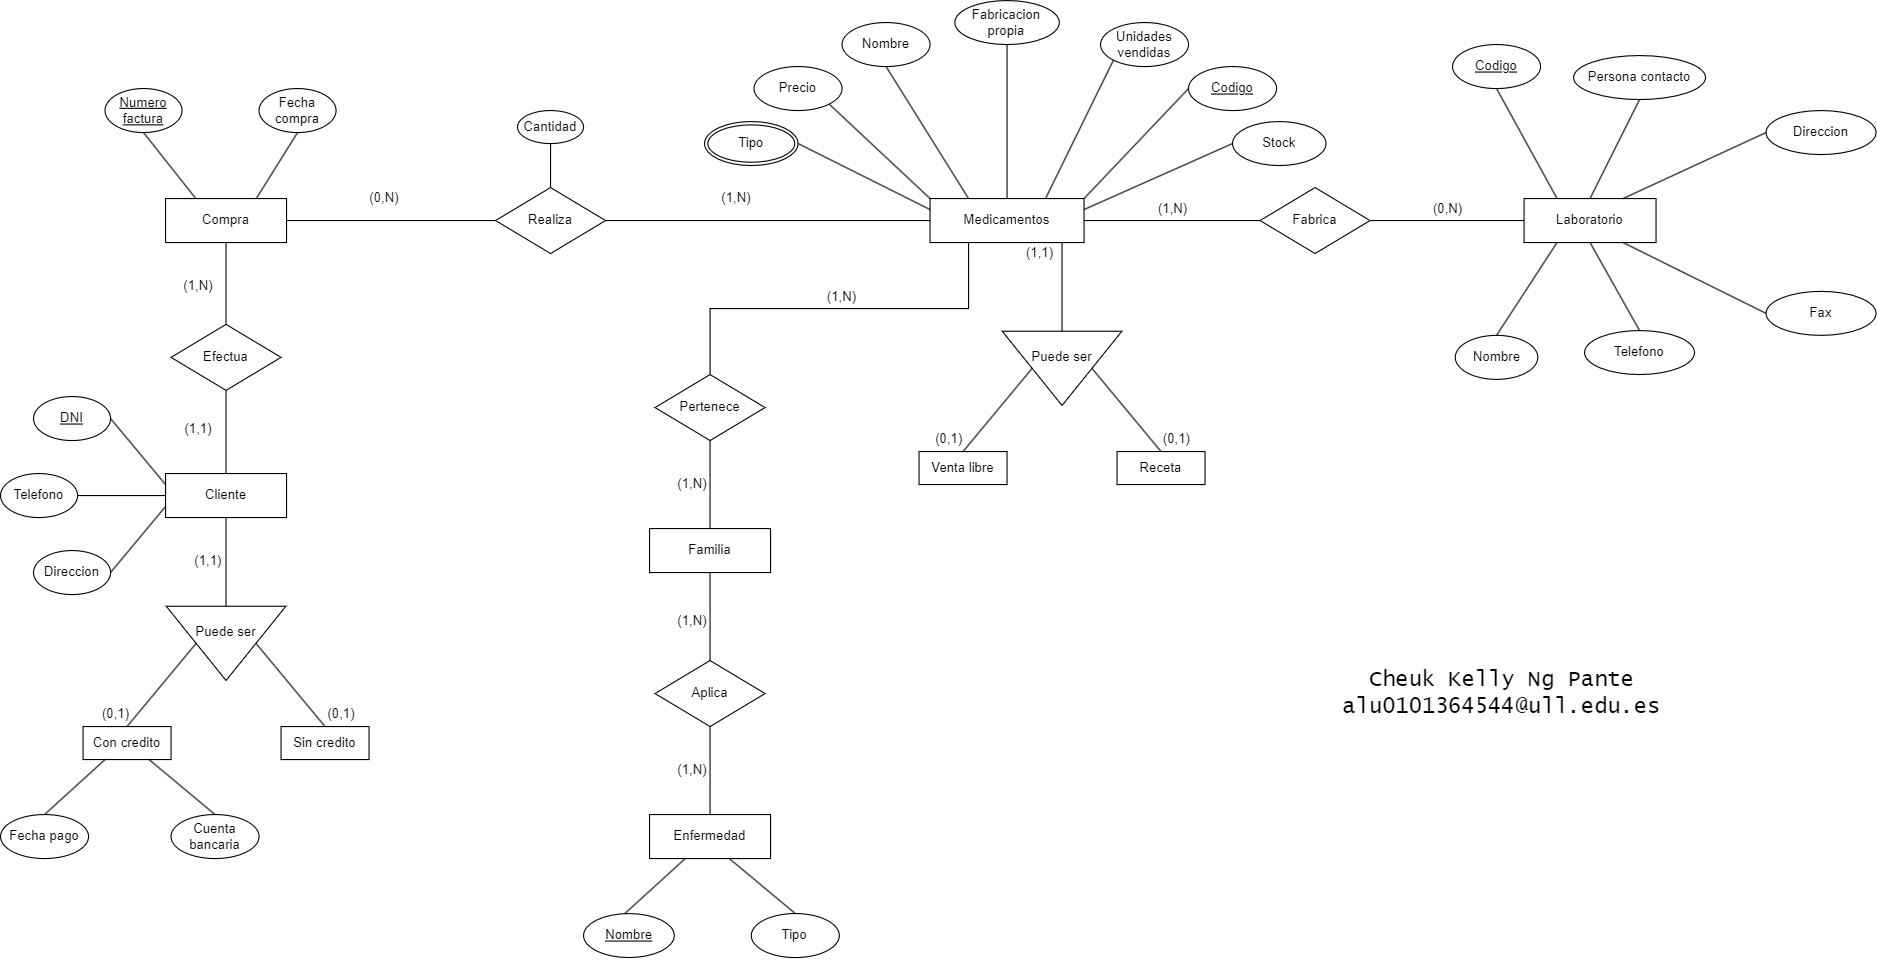 Fabricacion
propia
Nombre
Unidades
vendidas
Precio
Codigo
Tipo
Stock
Codigo
Persona contacto
Direccion
Numero
factura
Fecha
compra
Cantidad
Compra
(0,N)
Realiza
(1,N)
Medicamentos
(1,N)
Fabrica
(0,N)
Laboratorio
(1,N)
(1,1)
(1,N)
Efectua
Puede ser
Fax
Nombre
Telefono
(1,1)
Pertenece
DNI
(0,1)
(0,1)
Venta libre
Receta
(1,N)
Telefono
Cliente
Direccion
(1,1)
Familia
(1,N)
Puede ser
Aplica
Cheuk Kelly Ng Pante
alu0101364544@ull.edu.es
(0,1)
(0,1)
Con credito
Sin credito
(1,N)
Fecha pago
Cuenta
bancaria
Enfermedad
Nombre
Tipo